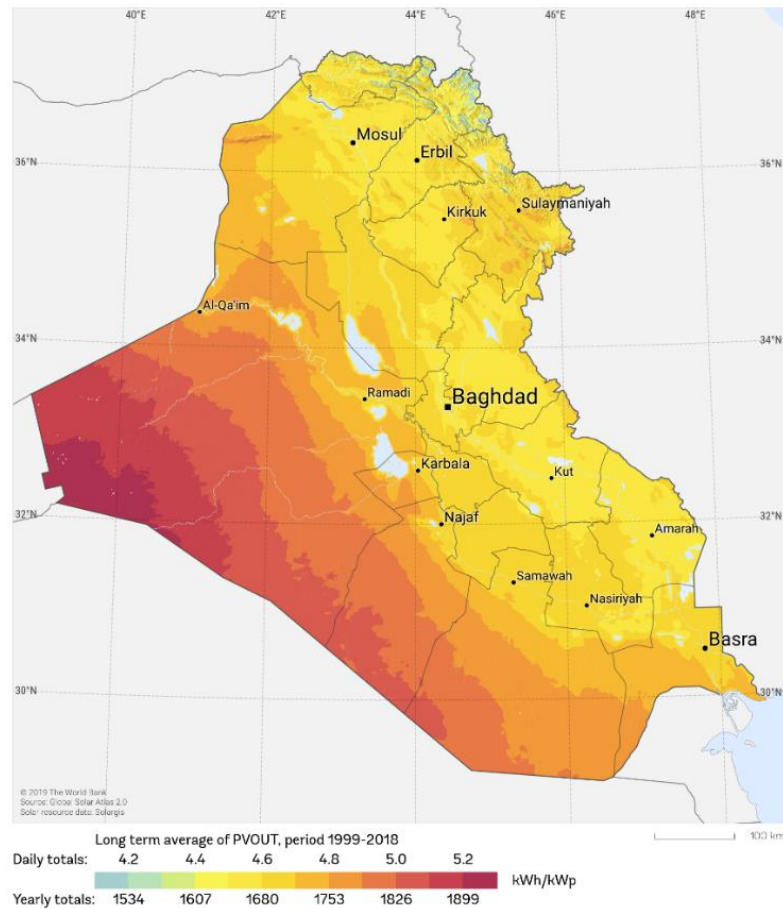 40°E
42°E
44°E
46°E
48°E
Mosul
Erbil
36°N
36°N
Kirkuk
Sulaymaniyah
Al-Qa'im
34°N
34°N
Ramadi
Baghdad
Karbala
Kut
32°N
Najaf
32°N
Amarah
Samawah
Nasiriyah
Basra
30°N
30°N
© 2019 The World Bank
Source: Global Solar Atlas 2.0
Solar resource data: Solargis
100 km
Long term average of PVOUT, period 1999-2018
Daily totals: 4.2 4.4 4.6 4.8 5.0 5.2
kWh/kWp
Yearly totals: 1534 1607 1680 1753 1826 1899